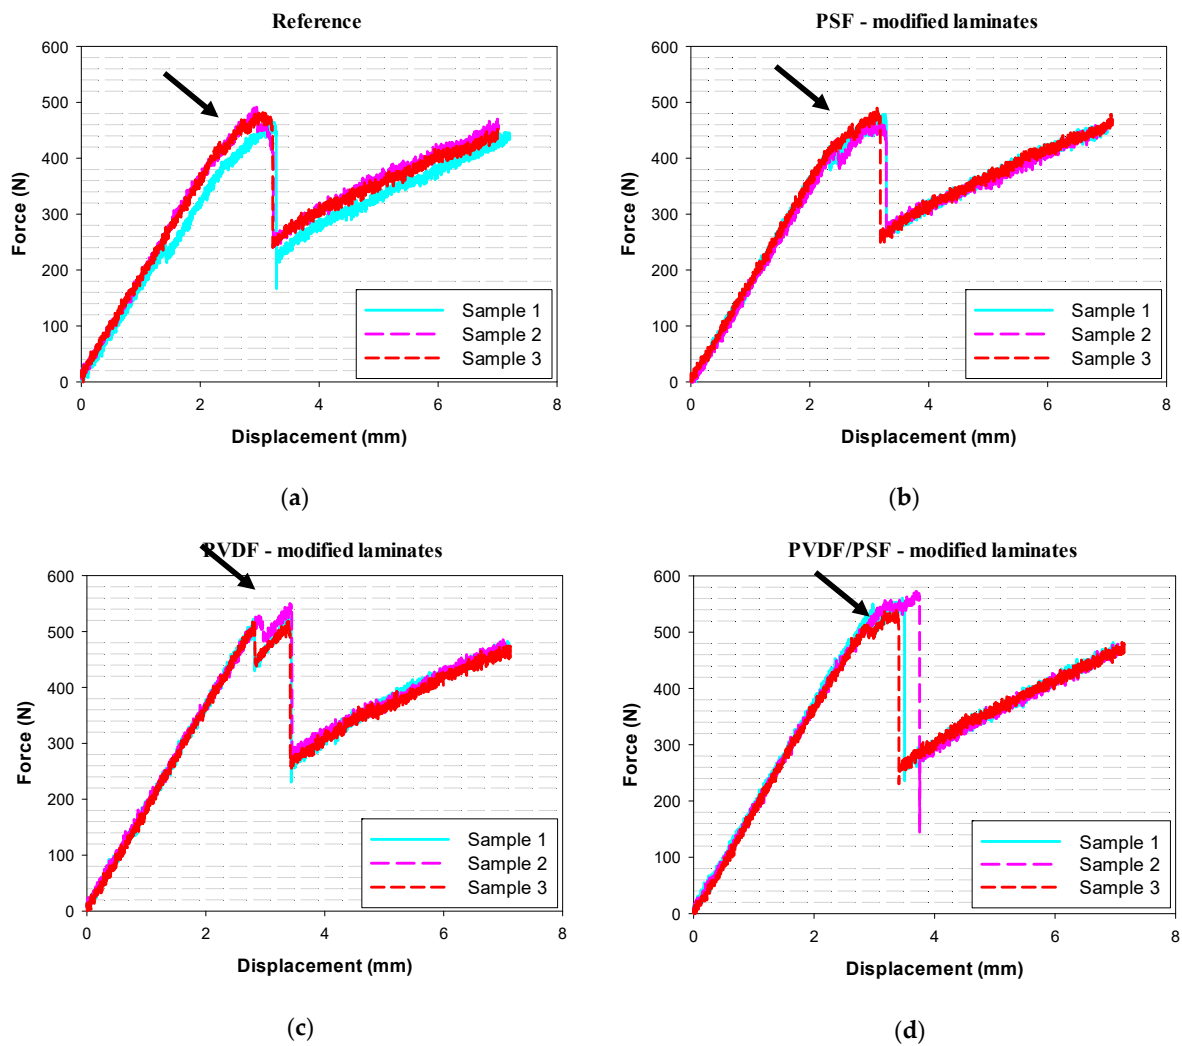 Reference
600
500
400
300
200
100
0
Force (N)
Sample 1
Sample 2
Sample 3
0 2 4 6 8
Displacement (mm)
(a)
PSF - modified laminates
600
500
400
300
200
100
0
Force (N)
Sample 1
Sample 2
Sample 3
0 2 4 6 8
Displacement (mm)
(b)
PVDF - modified laminates
600
500
400
300
200
100
0
Force (N)
Sample 1
Sample 2
Sample 3
0 2 4 6 8
Displacement (mm)
(c)
PVDF/PSF - modified laminates
600
500
400
300
200
100
0
Force (N)
Sample 1
Sample 2
Sample 3
0 2 4 6 8
Displacement (mm)
(d)